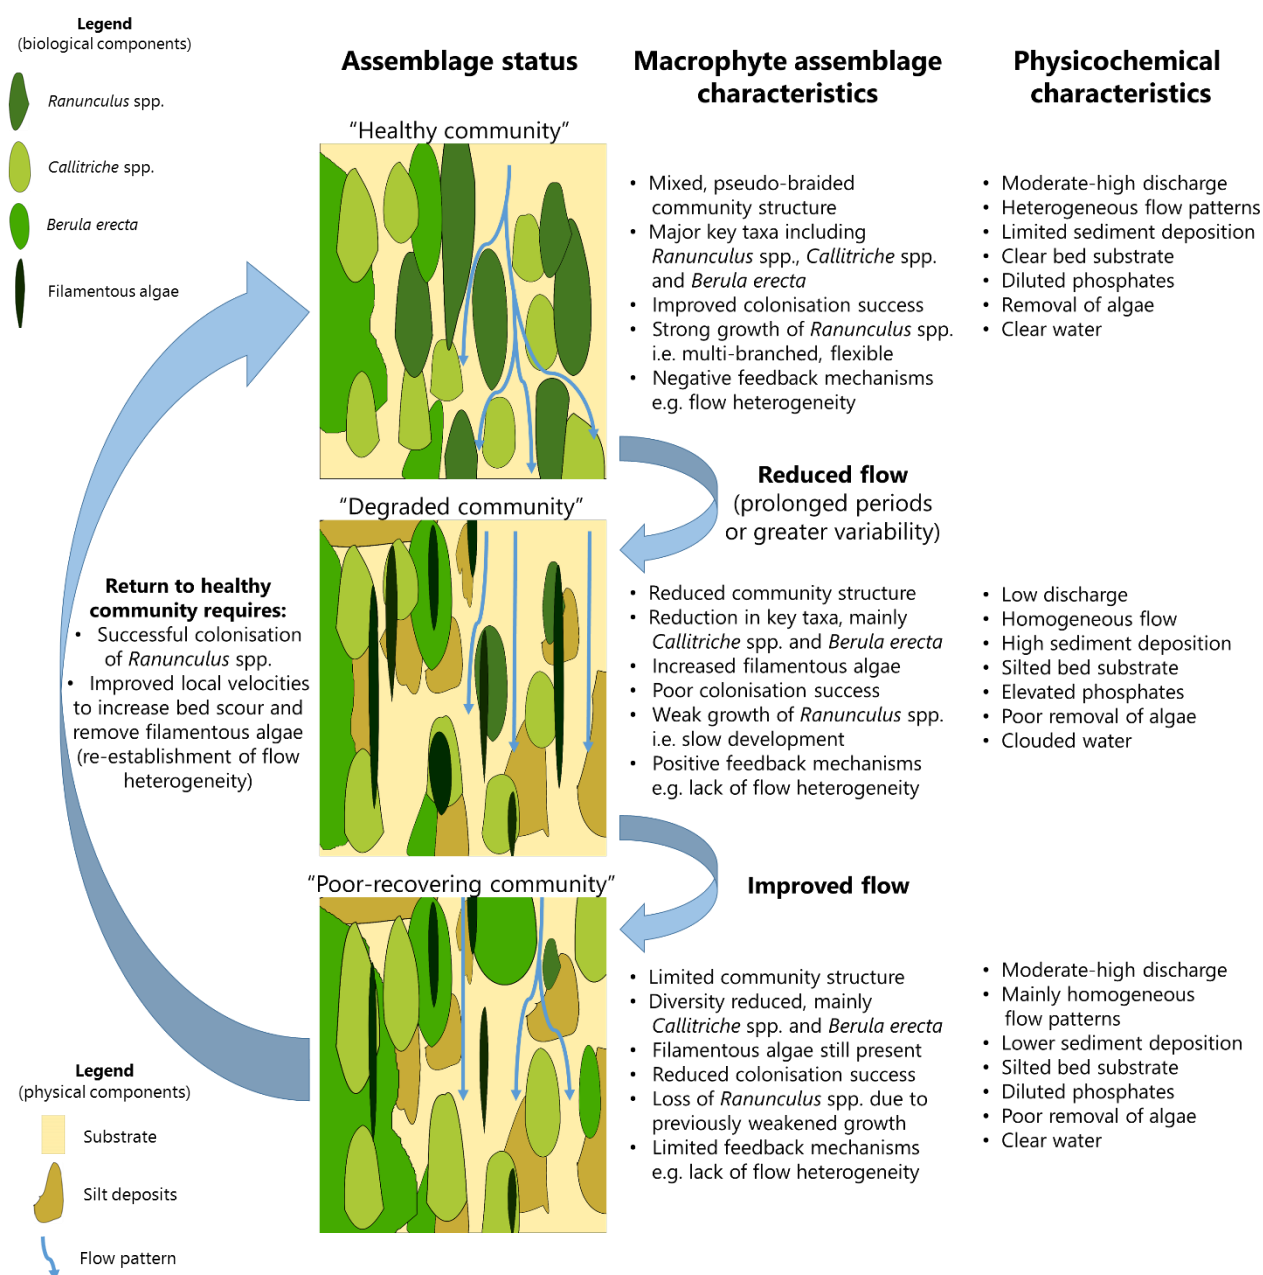 Legend
(biological components)
Ranunculus spp.
Callitriche spp.
Berula erecta
Filamentous algae
Assemblage status
Macrophyte assemblage
characteristics
Physicochemical
characteristics
“Healthy community”
• Mixed, pseudo-braided
community structure
• Major key taxa including
Ranunculus spp., Callitriche spp.
and Berula erecta
• Improved colonisation success
• Strong growth of Ranunculus spp.
i.e. multi-branched, flexible
• Negative feedback mechanisms
e.g. flow heterogeneity
• Moderate-high discharge
• Heterogeneous flow patterns
• Limited sediment deposition
• Clear bed substrate
• Diluted phosphates
• Removal of algae
• Clear water
Reduced flow
(prolonged periods
or greater variability)
“Degraded community”
• Reduced community structure
• Reduction in key taxa, mainly
Callitriche spp. and Berula erecta
• Increased filamentous algae
• Poor colonisation success
• Weak growth of Ranunculus spp.
i.e. slow development
• Positive feedback mechanisms
e.g. lack of flow heterogeneity
• Low discharge
• Homogeneous flow
• High sediment deposition
• Silted bed substrate
• Elevated phosphates
• Poor removal of algae
• Clouded water
Return to healthy
community requires:
• Successful colonisation
of Ranunculus spp.
• Improved local velocities
to increase bed scour and
remove filamentous algae
(re-establishment of flow
heterogeneity)
Improved flow
“Poor-recovering community”
• Limited community structure
• Diversity reduced, mainly
Callitriche spp. and Berula erecta
• Filamentous algae still present
• Reduced colonisation success
• Loss of Ranunculus spp. due to
previously weakened growth
• Limited feedback mechanisms
e.g. lack of flow heterogeneity
• Moderate-high discharge
• Mainly homogeneous
flow patterns
• Lower sediment deposition
• Silted bed substrate
• Diluted phosphates
• Poor removal of algae
• Clear water
Legend
(physical components)
Substrate
Silt deposits
Flow pattern